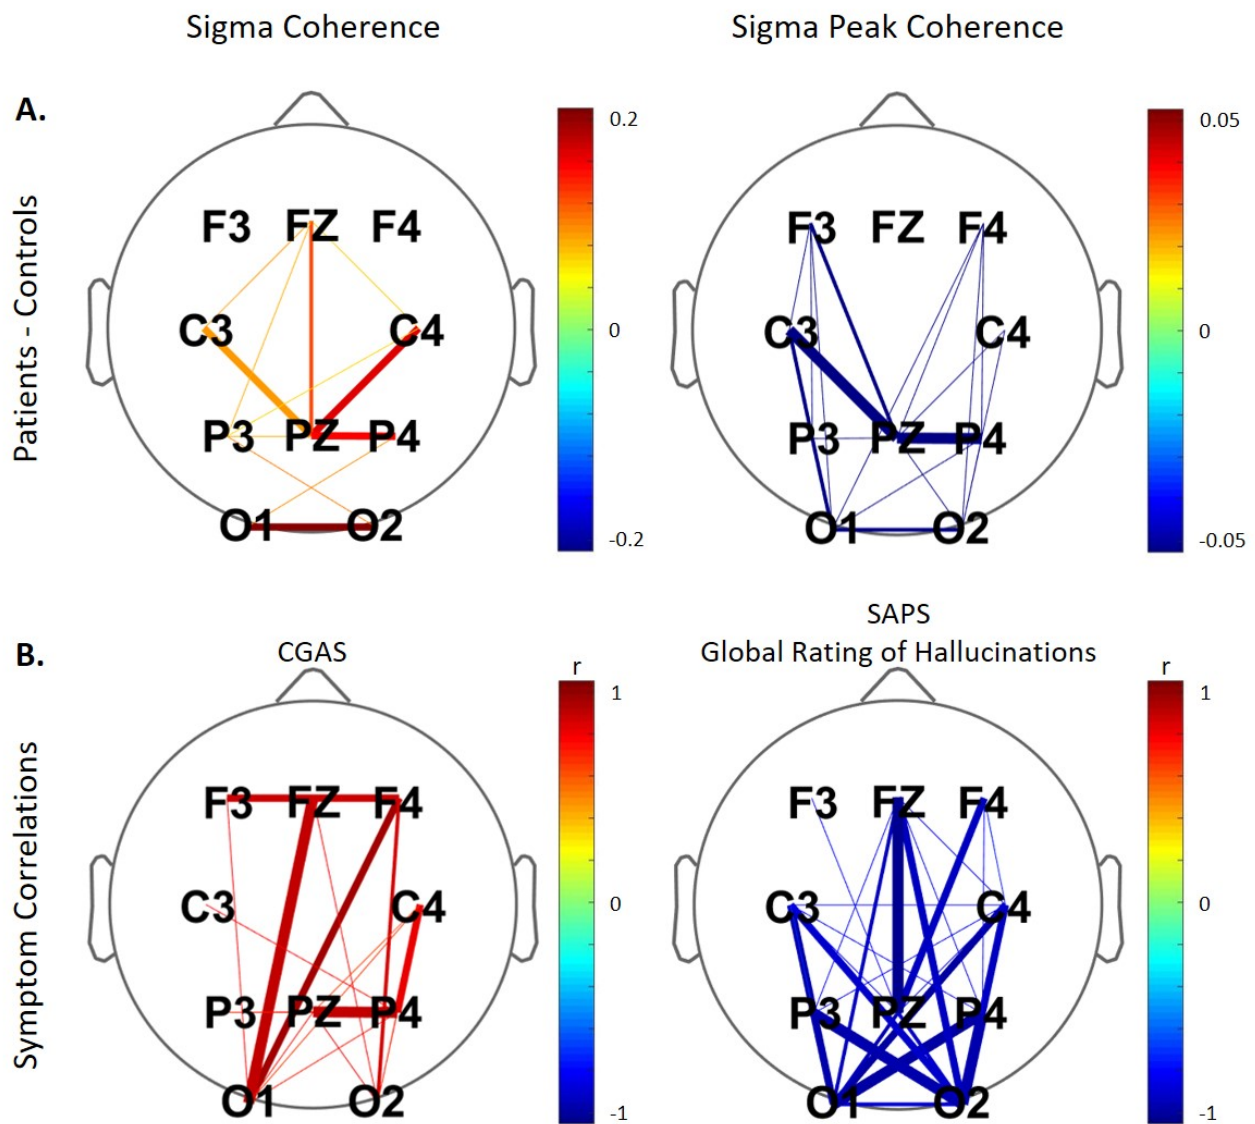 Sigma Coherence
Sigma Peak Coherence
A.
Patients - Controls
F3 FZ F4
C3 C4
P3 PZ P4
O1 O2
0.2
0
-0.2
F3 FZ F4
C3 C4
P3 PZ P4
O1 O2
0.05
0
-0.05
B.
Symptom Correlations
CGAS
F3 FZ F4
C3 C4
P3 PZ P4
O1 O2
r
1
0
-1
SAPS
Global Rating of Hallucinations
F3 FZ F4
C3 C4
P3 PZ P4
O1 O2
r
1
0
-1